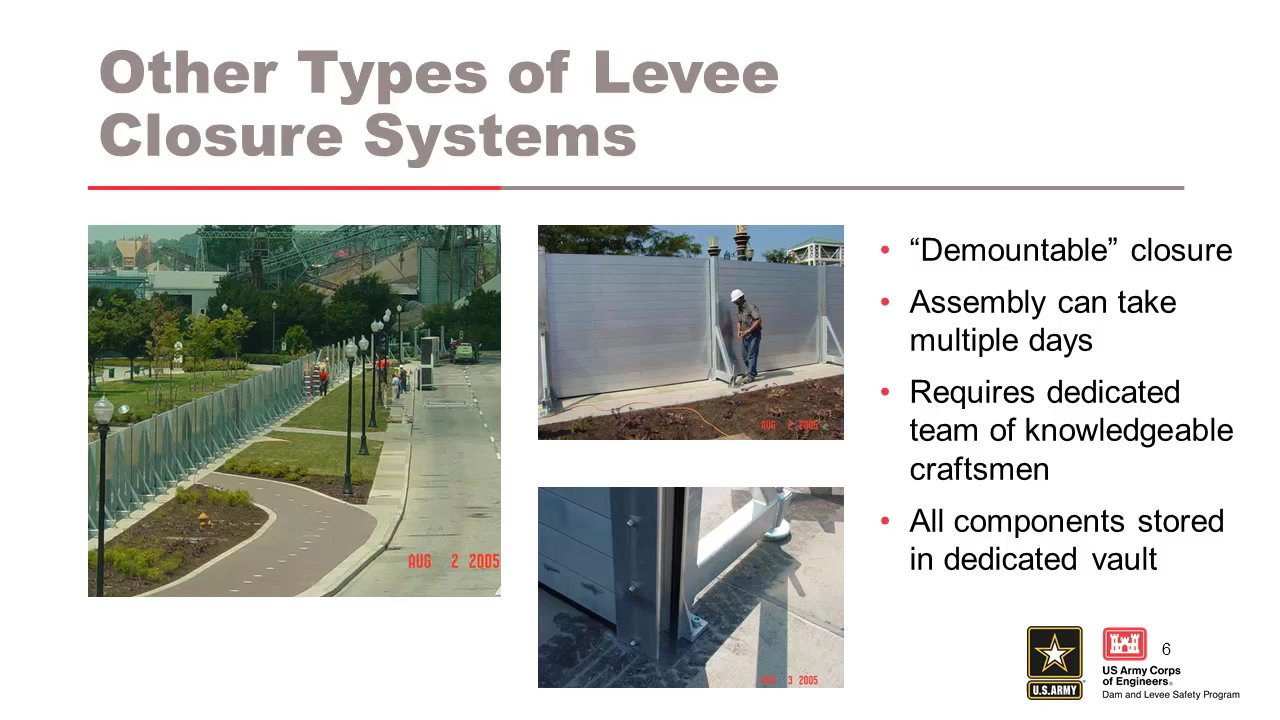 Other Types of Levee
Closure Systems
AUG 2 2005
AUG 2 2005
AUG 3 2005
• “Demountable” closure
• Assembly can take
multiple days
• Requires dedicated
team of knowledgeable
craftsmen
• All components stored
in dedicated vault
U.S.ARMY
US Army Corps
of Engineers®
Dam and Levee Safety Program
6